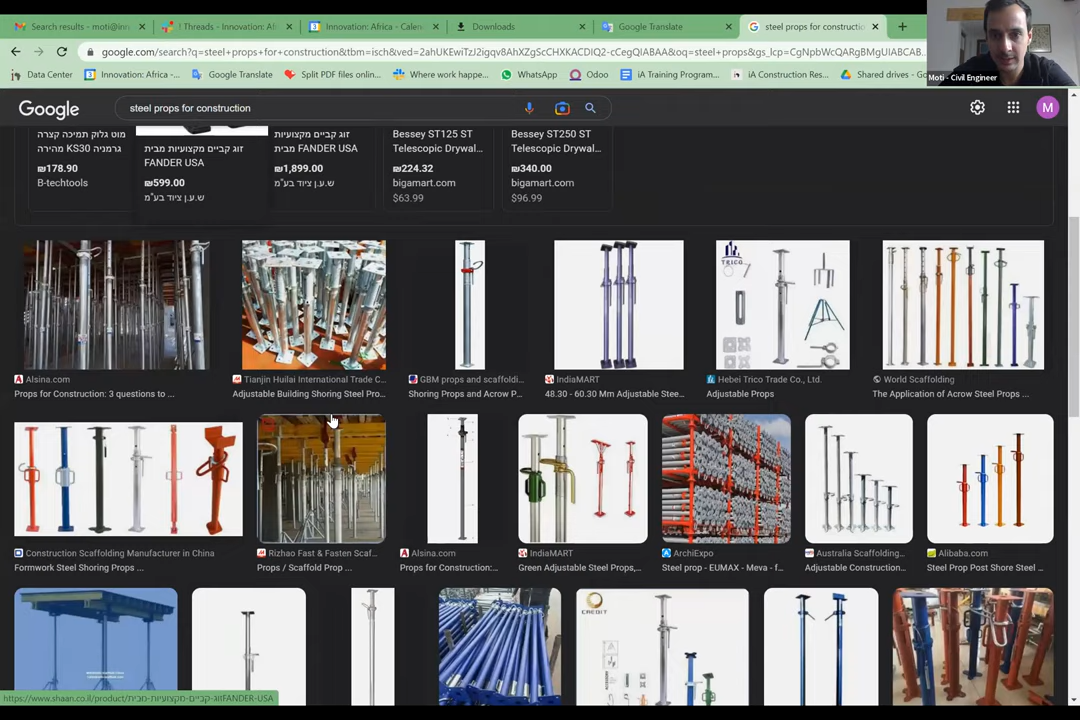 Search results – moti@inn
! Threads - Innovation: Af
Innovation: Africa - Calen
Downloads
Google Translate
steel props for constructio
google.com/search?q=steel+props+for+construction&tbm=isch&ved=2ahUKEwiTzJ2igqv8AhXZgScCHXKACDIQ2-cCegQIABAA&oq=steel+props&gs_lcp=CgNpbWcQARgBMgUIABCAB...
Data Center
Innovation: Africa -...
Google Translate
Split PDF files onlin...
Where work happe...
WhatsApp
Odoo
iA Training Program...
iA Construction Res...
Shared drives - Go
Moti - Civil Engineer
Google
steel props for construction
M
מוט גלוק תמיכה קצרה
מהירה KS30 גרמניה
₪178.90
B-techtools
זוג קביים מקצועיות מבית
FANDER USA
₪599.00
ש.ע.ן ציוד בע"מ
זוג קביים מקצועיות
מבית FANDER USA
₪1,899.00
ש.ע.ן ציוד בע"מ
Bessey ST125 ST
Telescopic Drywal...
₪224.32
bigamart.com
$63.99
Bessey ST250 ST
Telescopic Drywal...
₪340.00
bigamart.com
$96.99
TRICO
Alsina.com
Props for Construction: 3 questions to ...
Tianjin Huilai International Trade C...
Adjustable Building Shoring Steel Pro...
GBM props and scaffoldi...
Shoring Props and Acrow P...
IndiaMART
48.30 - 60.30 Mm Adjustable Stee...
Hebei Trico Trade Co., Ltd.
Adjustable Props
World Scaffolding
The Application of Acrow Steel Props ...
Construction Scaffolding Manufacturer in China
Formwork Steel Shoring Props ...
Rizhao Fast & Fasten Scaf...
Props / Scaffold Prop ...
Alsina.com
Props for Construction:...
IndiaMART
Green Adjustable Steel Props,...
ArchiExpo
Steel prop - EUMAX - Meva - f...
Australia Scaffolding...
Adjustable Construction...
Alibaba.com
Steel Prop Post Shore Steel ...
CREDIT
https://www.shaan.co.il/product/זוג-קביים-מקצועיות-מבית-FANDER-USA